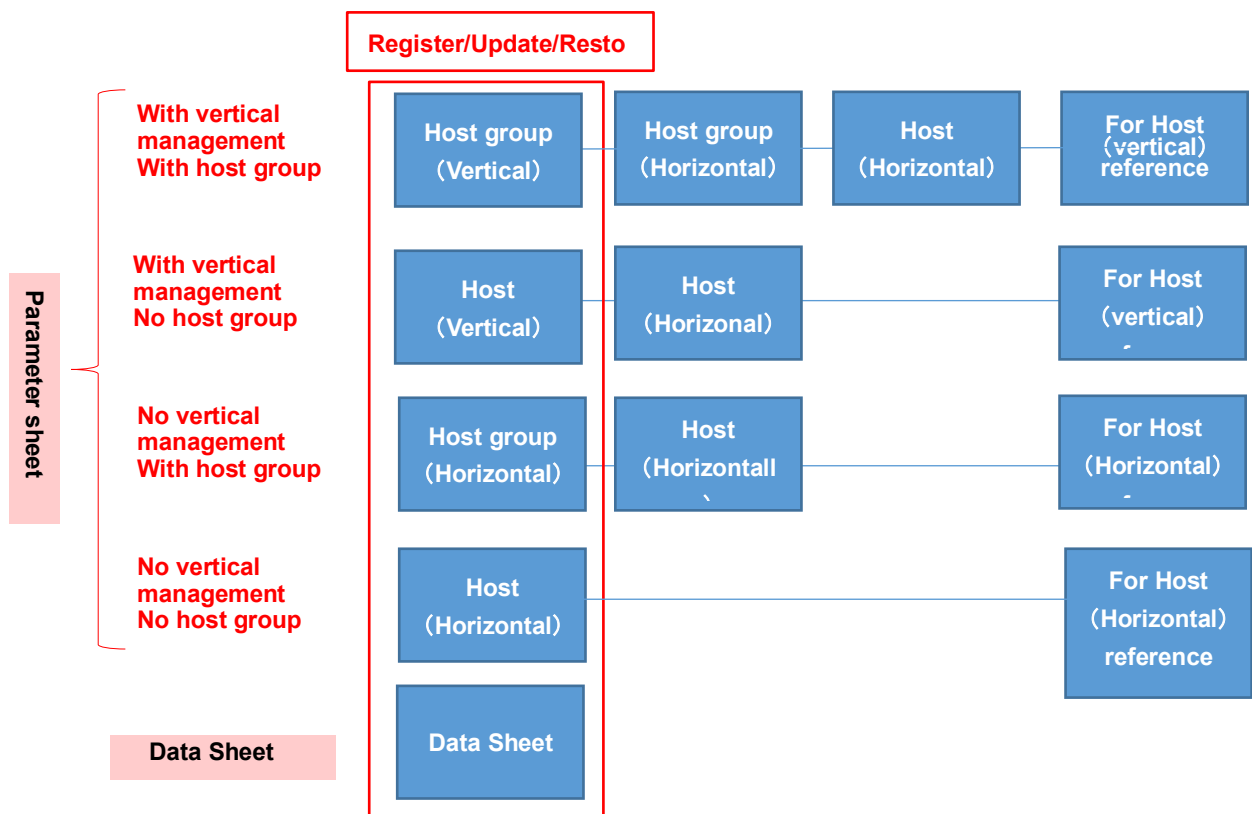 Register/Update/Resto
With vertical
management
With host group
Host group
（Vertical）
Host group
（Horizontal）
Host
（Horizontal）
For Host
（vertical）
reference
With vertical
management
No host group
Host
（Vertical）
Host
（Horizonal）
For Host
（vertical）
Parameter sheet
No vertical
management
With host group
Host group
（Horizontal）
Host
（Horizontall
For Host
（Horizontal）
No vertical
management
No host group
Host
（Horizontal）
For Host
（Horizontal）
reference
Data Sheet
Data Sheet